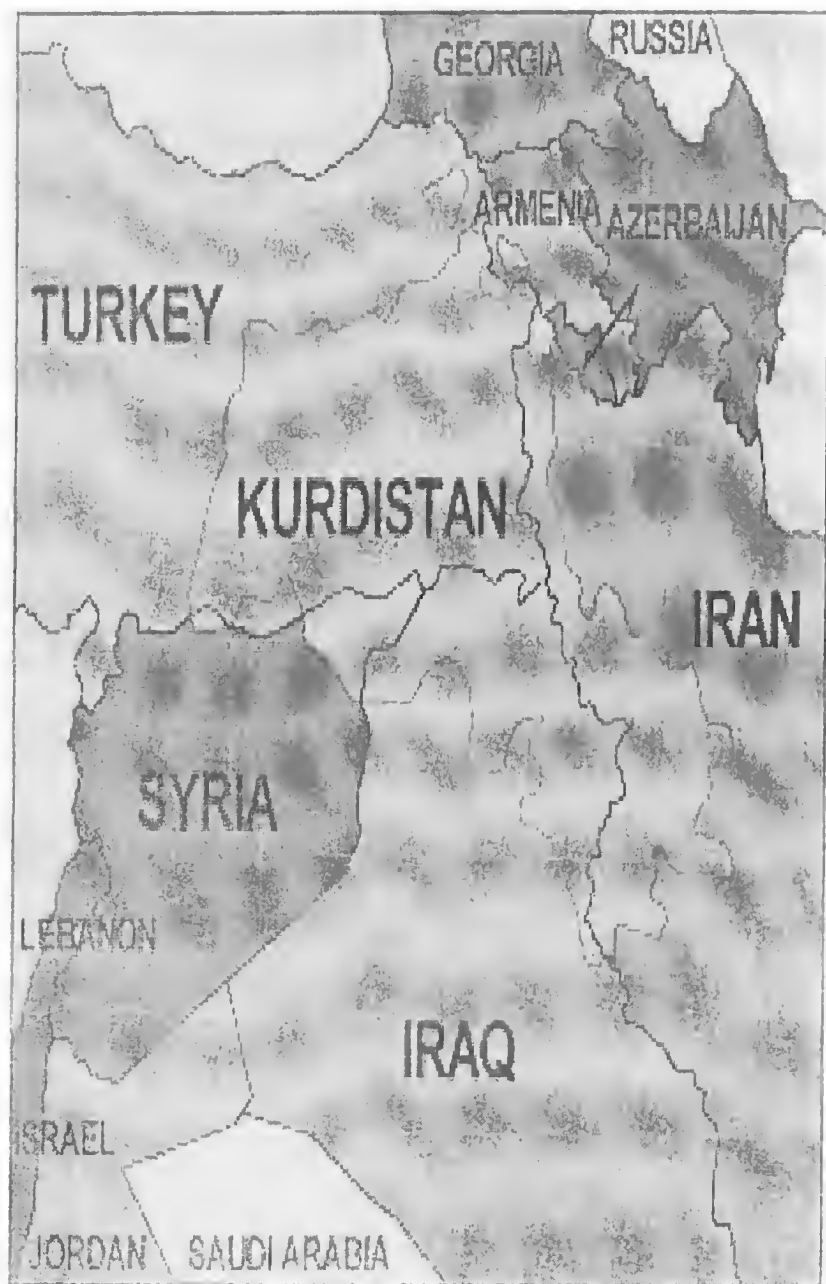 RUSSIA
GEORGIA
ARMENIA
AZERBAIJAN
TURKEY
KURDISTAN
IRAN
SYRIA
LEBANON
IRAQ
ISRAEL
JORDAN
SAUDI ARABIA